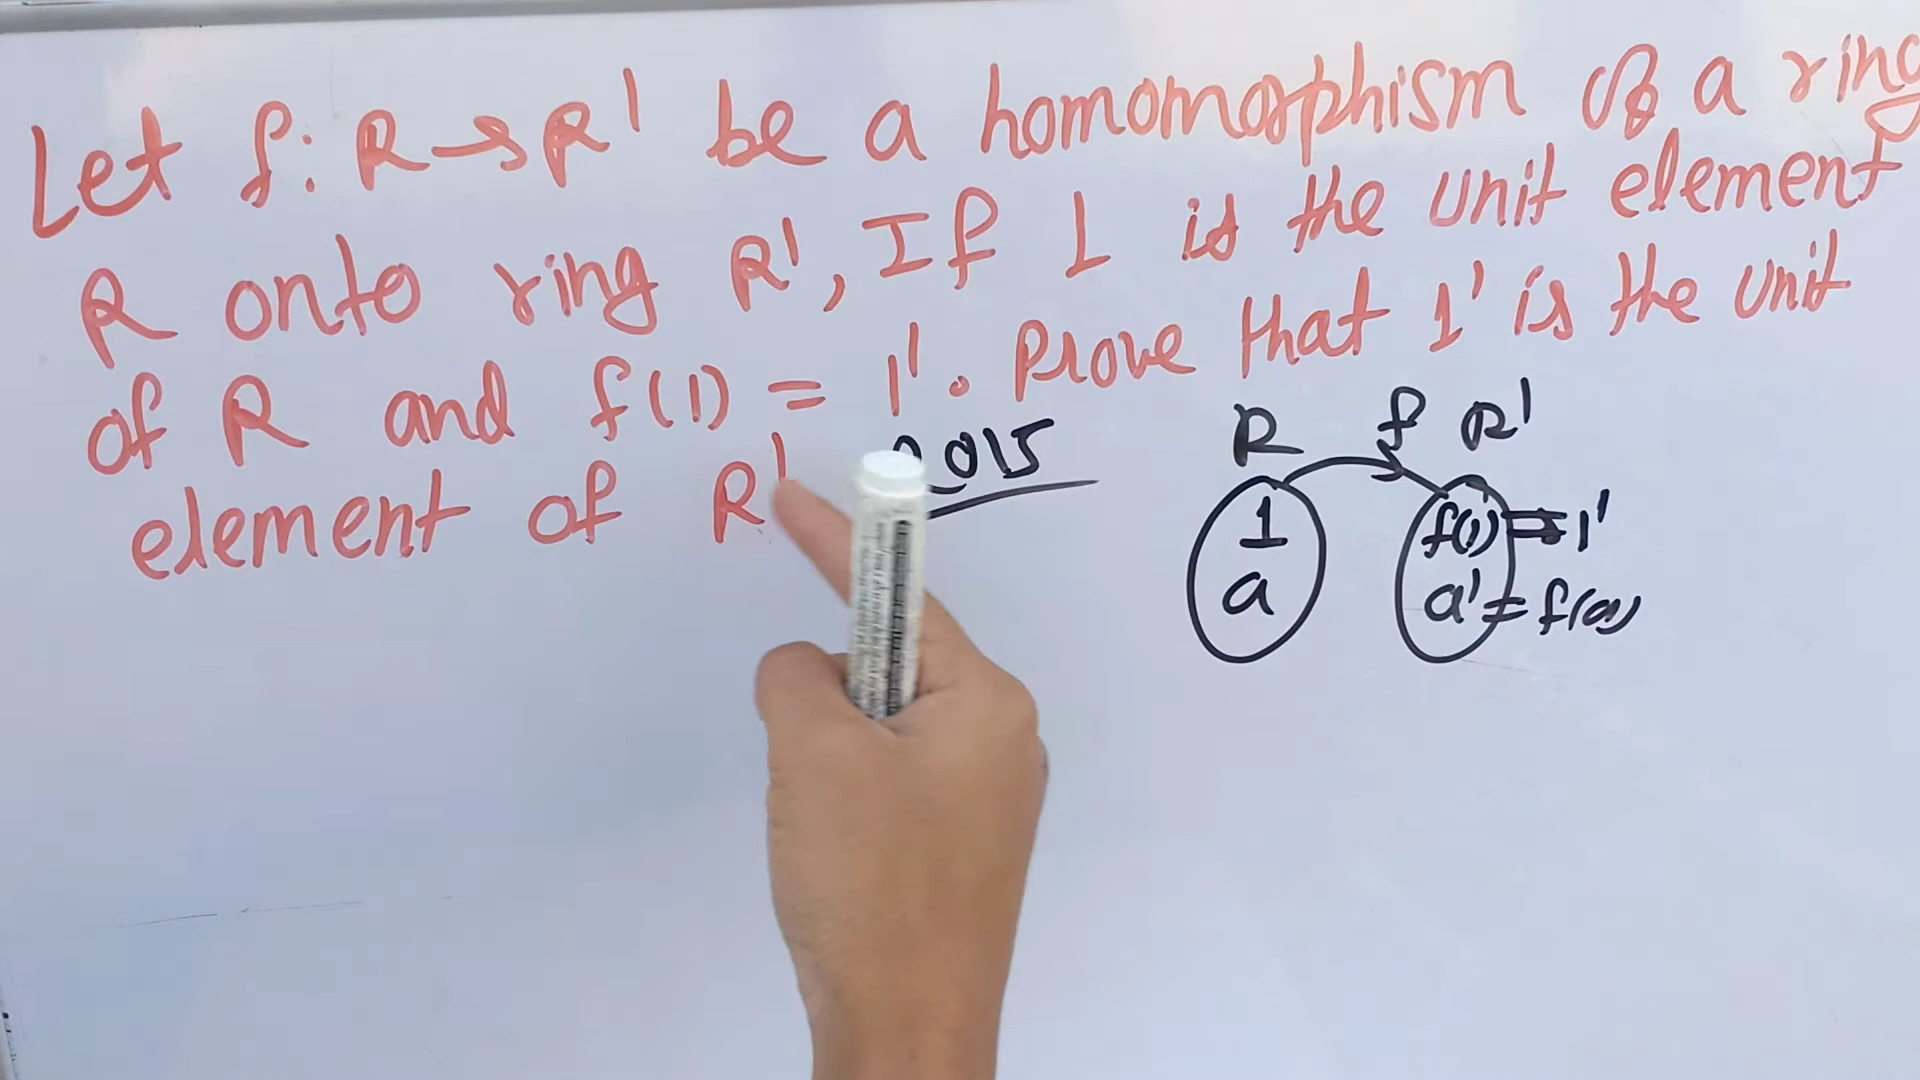 Let f: R→R' be a homomorphism of a ring
R onto ring R', If 1 is the unit element
of R and f(1) = 1'. Prove that 1' is the unit
element of R'
2015
R f R'
1 f(1) = 1'
a a' = f(a)